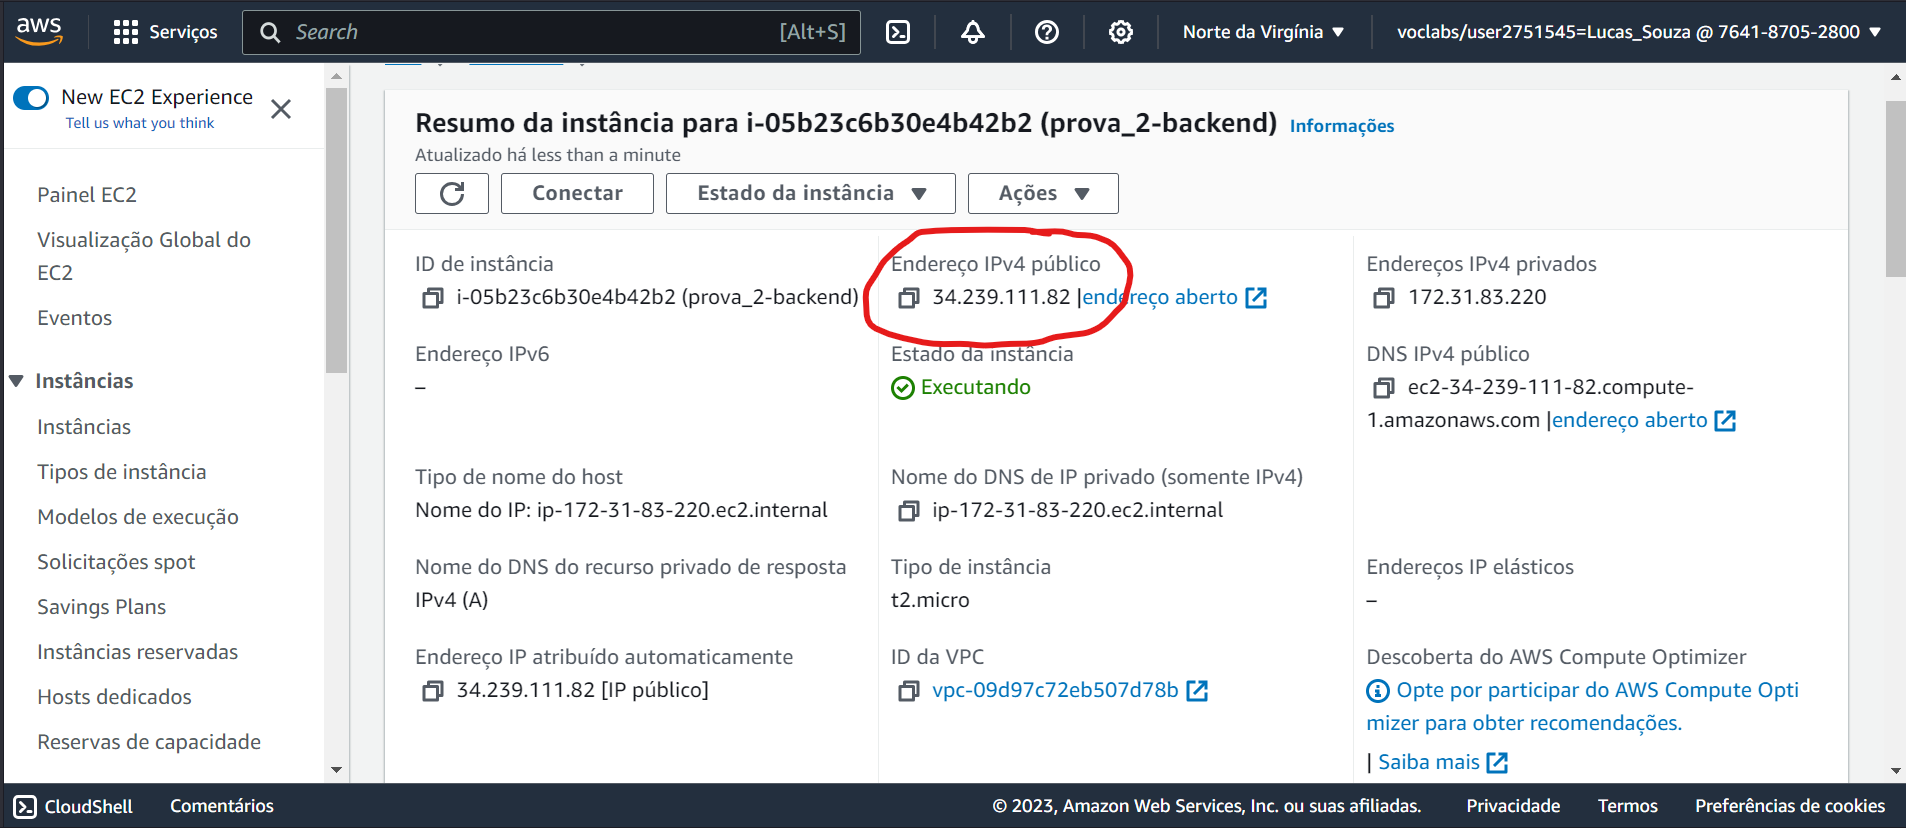 aws
Serviços
Search
[Alt+S]
Norte da Virgínia
voclabs/user2751545=Lucas_Souza @ 7641-8705-2800
New EC2 Experience
Tell us what you think
Painel EC2
Visualização Global do
EC2
Eventos
Instâncias
Instâncias
Tipos de instância
Modelos de execução
Solicitações spot
Savings Plans
Instâncias reservadas
Hosts dedicados
Reservas de capacidade
Resumo da instância para i-05b23c6b30e4b42b2 (prova_2-backend) Informações
Atualizado há less than a minute
Conectar
Estado da instância
Ações
ID de instância
i-05b23c6b30e4b42b2 (prova_2-backend)
Endereço IPv4 público
34.239.111.82 |endereço aberto
Endereços IPv4 privados
172.31.83.220
Endereço IPv6
–
Estado da instância
Executando
DNS IPv4 público
ec2-34-239-111-82.compute-
1.amazonaws.com |endereço aberto
Tipo de nome do host
Nome do IP: ip-172-31-83-220.ec2.internal
Nome do DNS de IP privado (somente IPv4)
ip-172-31-83-220.ec2.internal
Nome do DNS do recurso privado de resposta
IPv4 (A)
Tipo de instância
t2.micro
Endereços IP elásticos
–
Endereço IP atribuído automaticamente
34.239.111.82 [IP público]
ID da VPC
vpc-09d97c72eb507d78b
Descoberta do AWS Compute Optimizer
Opte por participar do AWS Compute Opti
mizer para obter recomendações.
| Saiba mais
CloudShell
Comentários
© 2023, Amazon Web Services, Inc. ou suas afiliadas.
Privacidade
Termos
Preferências de cookies